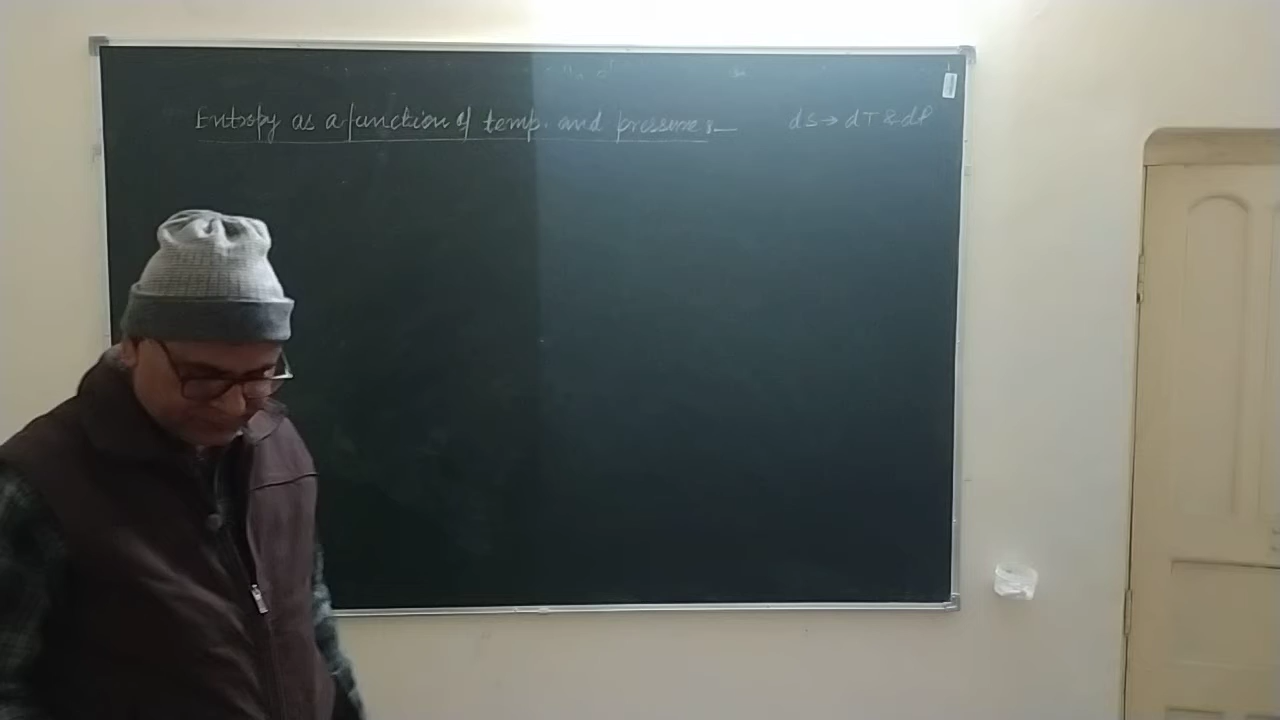 Entropy as a function of temp. and pressure :—
dS → dT & dP